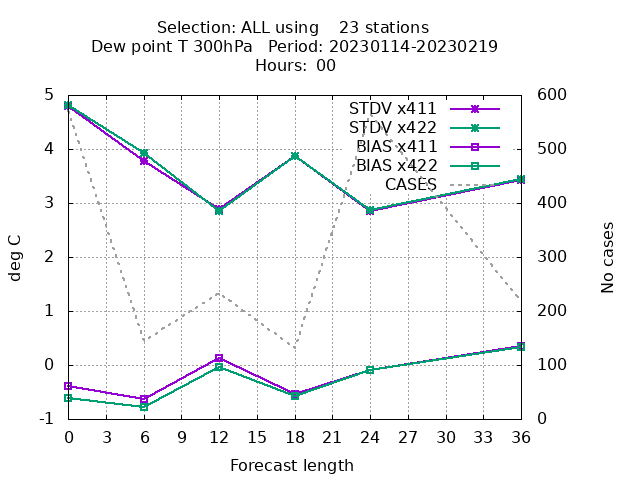 Selection: ALL using    23 stations
Dew point T 300hPa   Period: 20230114-20230219
Hours:  00
STDV x411
STDV x422
BIAS x411
BIAS x422
CASES
5
4
3
2
1
0
-1
600
500
400
300
200
100
0
deg C
No cases
0 3 6 9 12 15 18 21 24 27 30 33 36
Forecast length